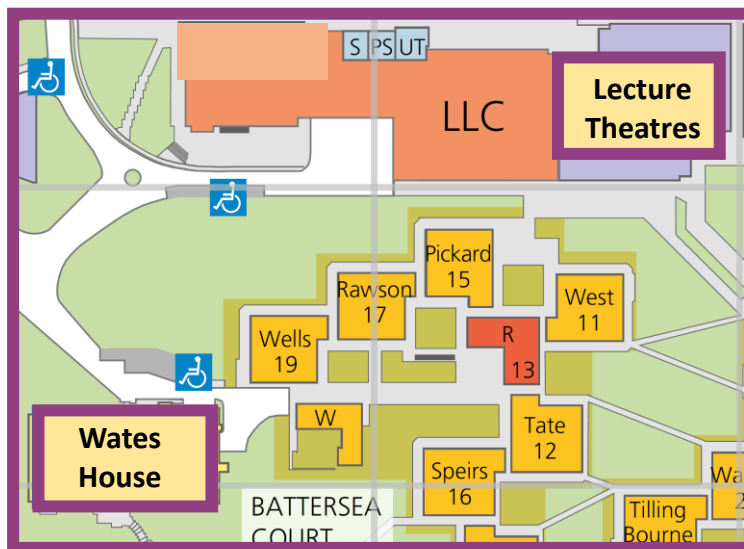 S PS UT
Lecture
Theatres
LLC
Pickard
15
Rawson
17
West
11
Wells
19
R
13
W
Tate
12
Wates
House
Speirs
16
BATTERSEA
COURT
Tilling
Bourne